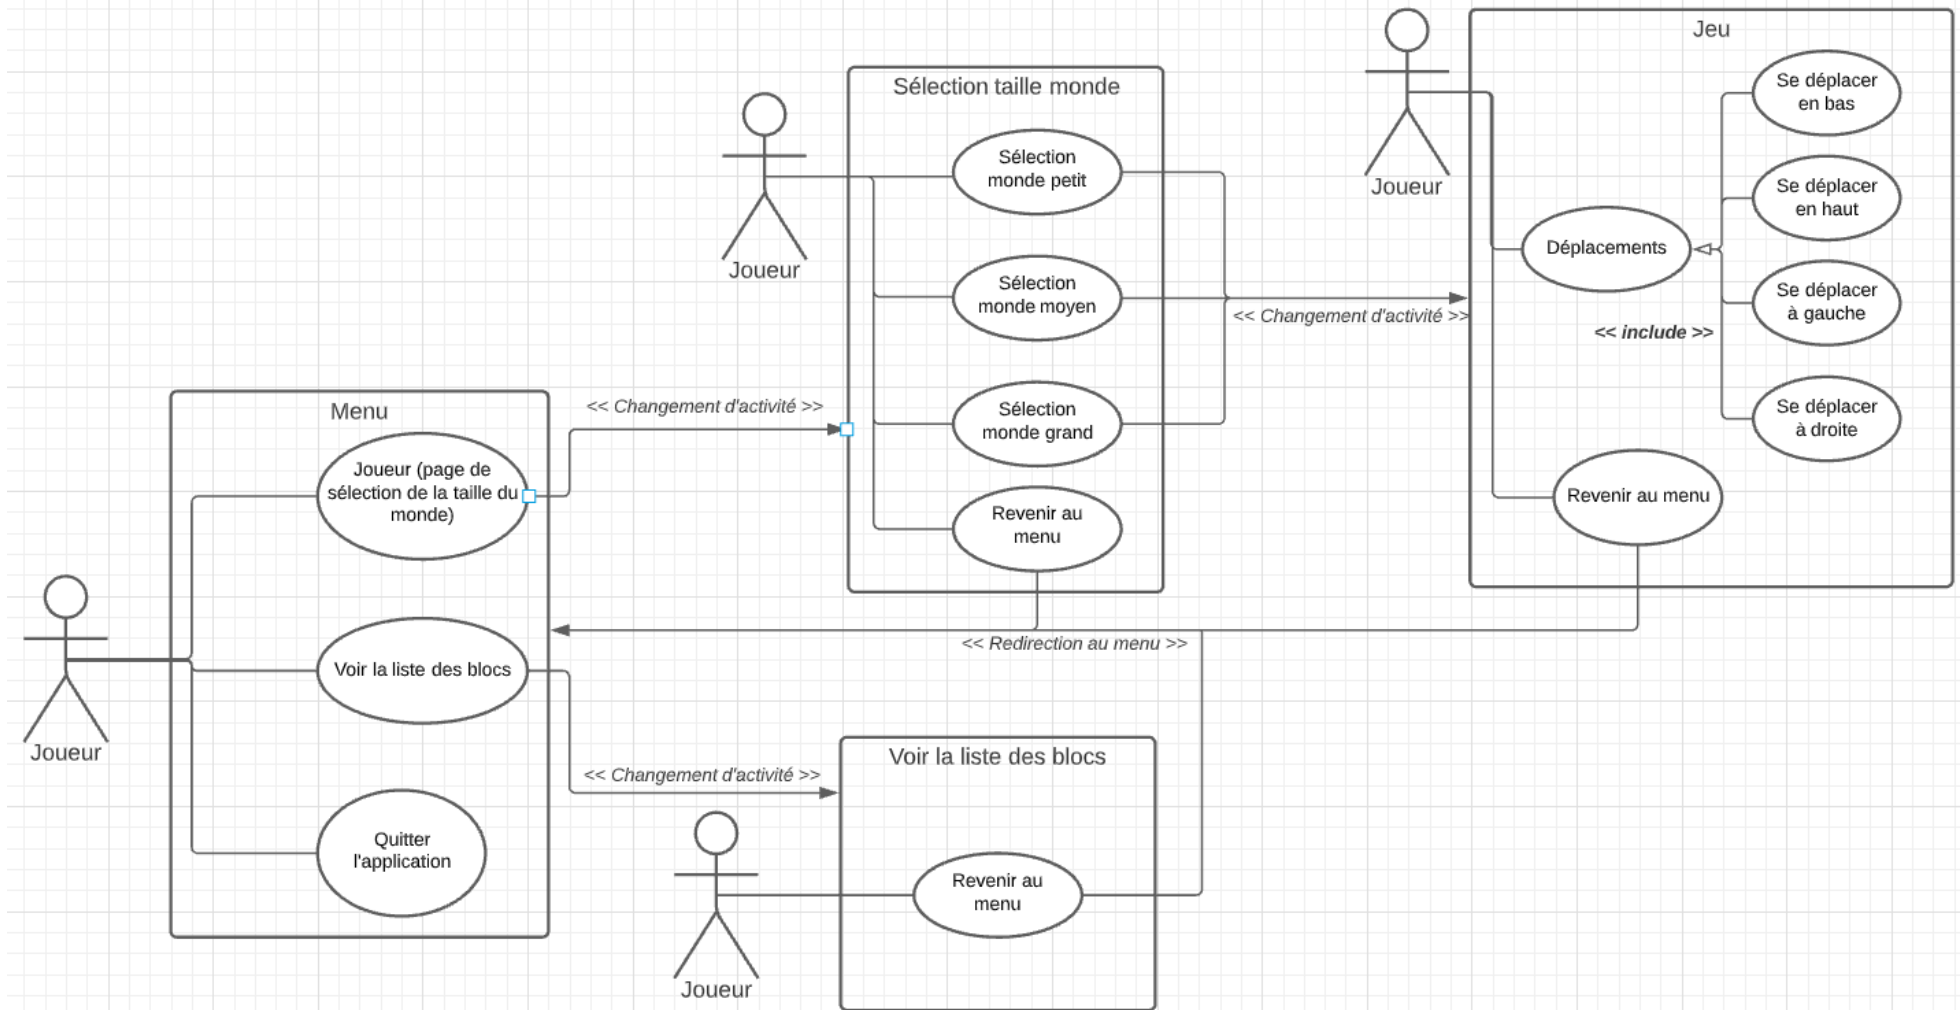 Menu
Joueur (page de
sélection de la taille du
monde)
Voir la liste des blocs
Quitter
l'application
Joueur
<< Changement d'activité >>
<< Changement d'activité >>
Joueur
Sélection taille monde
Sélection
monde petit
Sélection
monde moyen
Sélection
monde grand
Revenir au
menu
<< Changement d'activité >>
<< Redirection au menu >>
Joueur
Voir la liste des blocs
Revenir au
menu
Joueur
Jeu
Déplacements
<< include >>
Se déplacer
en bas
Se déplacer
en haut
Se déplacer
à gauche
Se déplacer
à droite
Revenir au menu